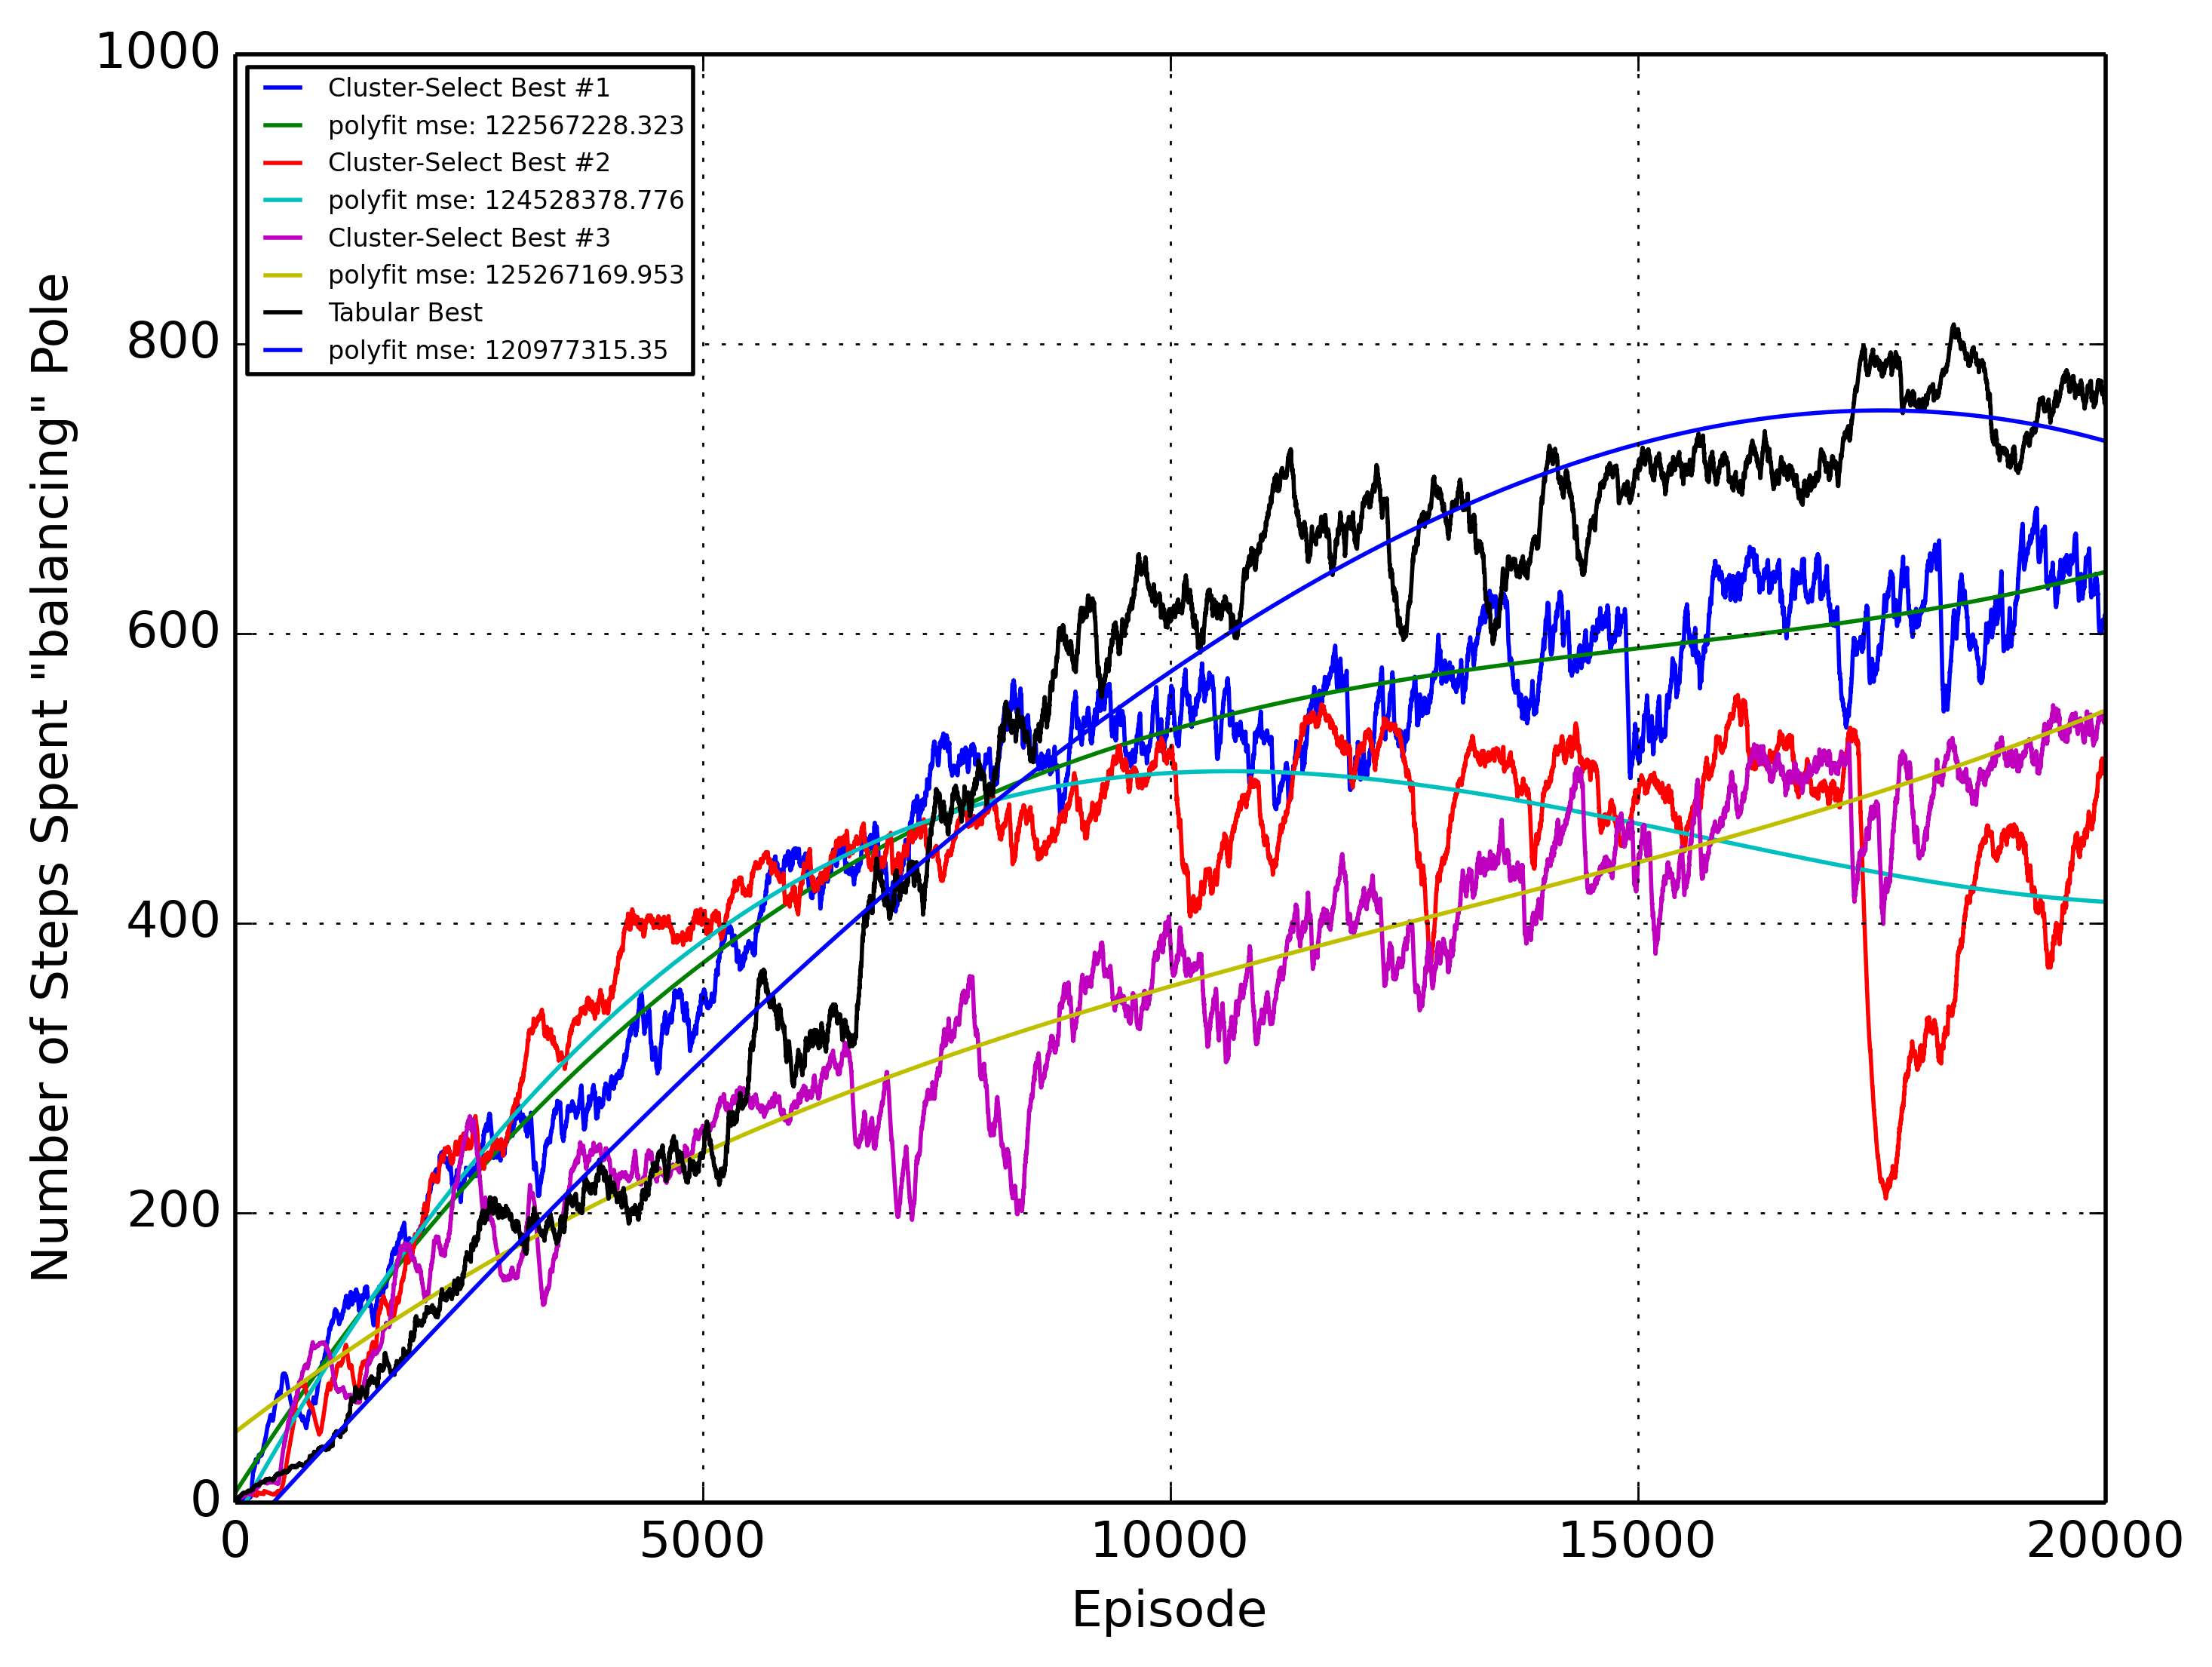 Number of Steps Spent "balancing" Pole
1000
800
600
400
200
0
Cluster-Select Best #1
polyfit mse: 122567228.323
Cluster-Select Best #2
polyfit mse: 124528378.776
Cluster-Select Best #3
polyfit mse: 125267169.953
Tabular Best
polyfit mse: 120977315.35
0 5000 10000 15000 20000
Episode